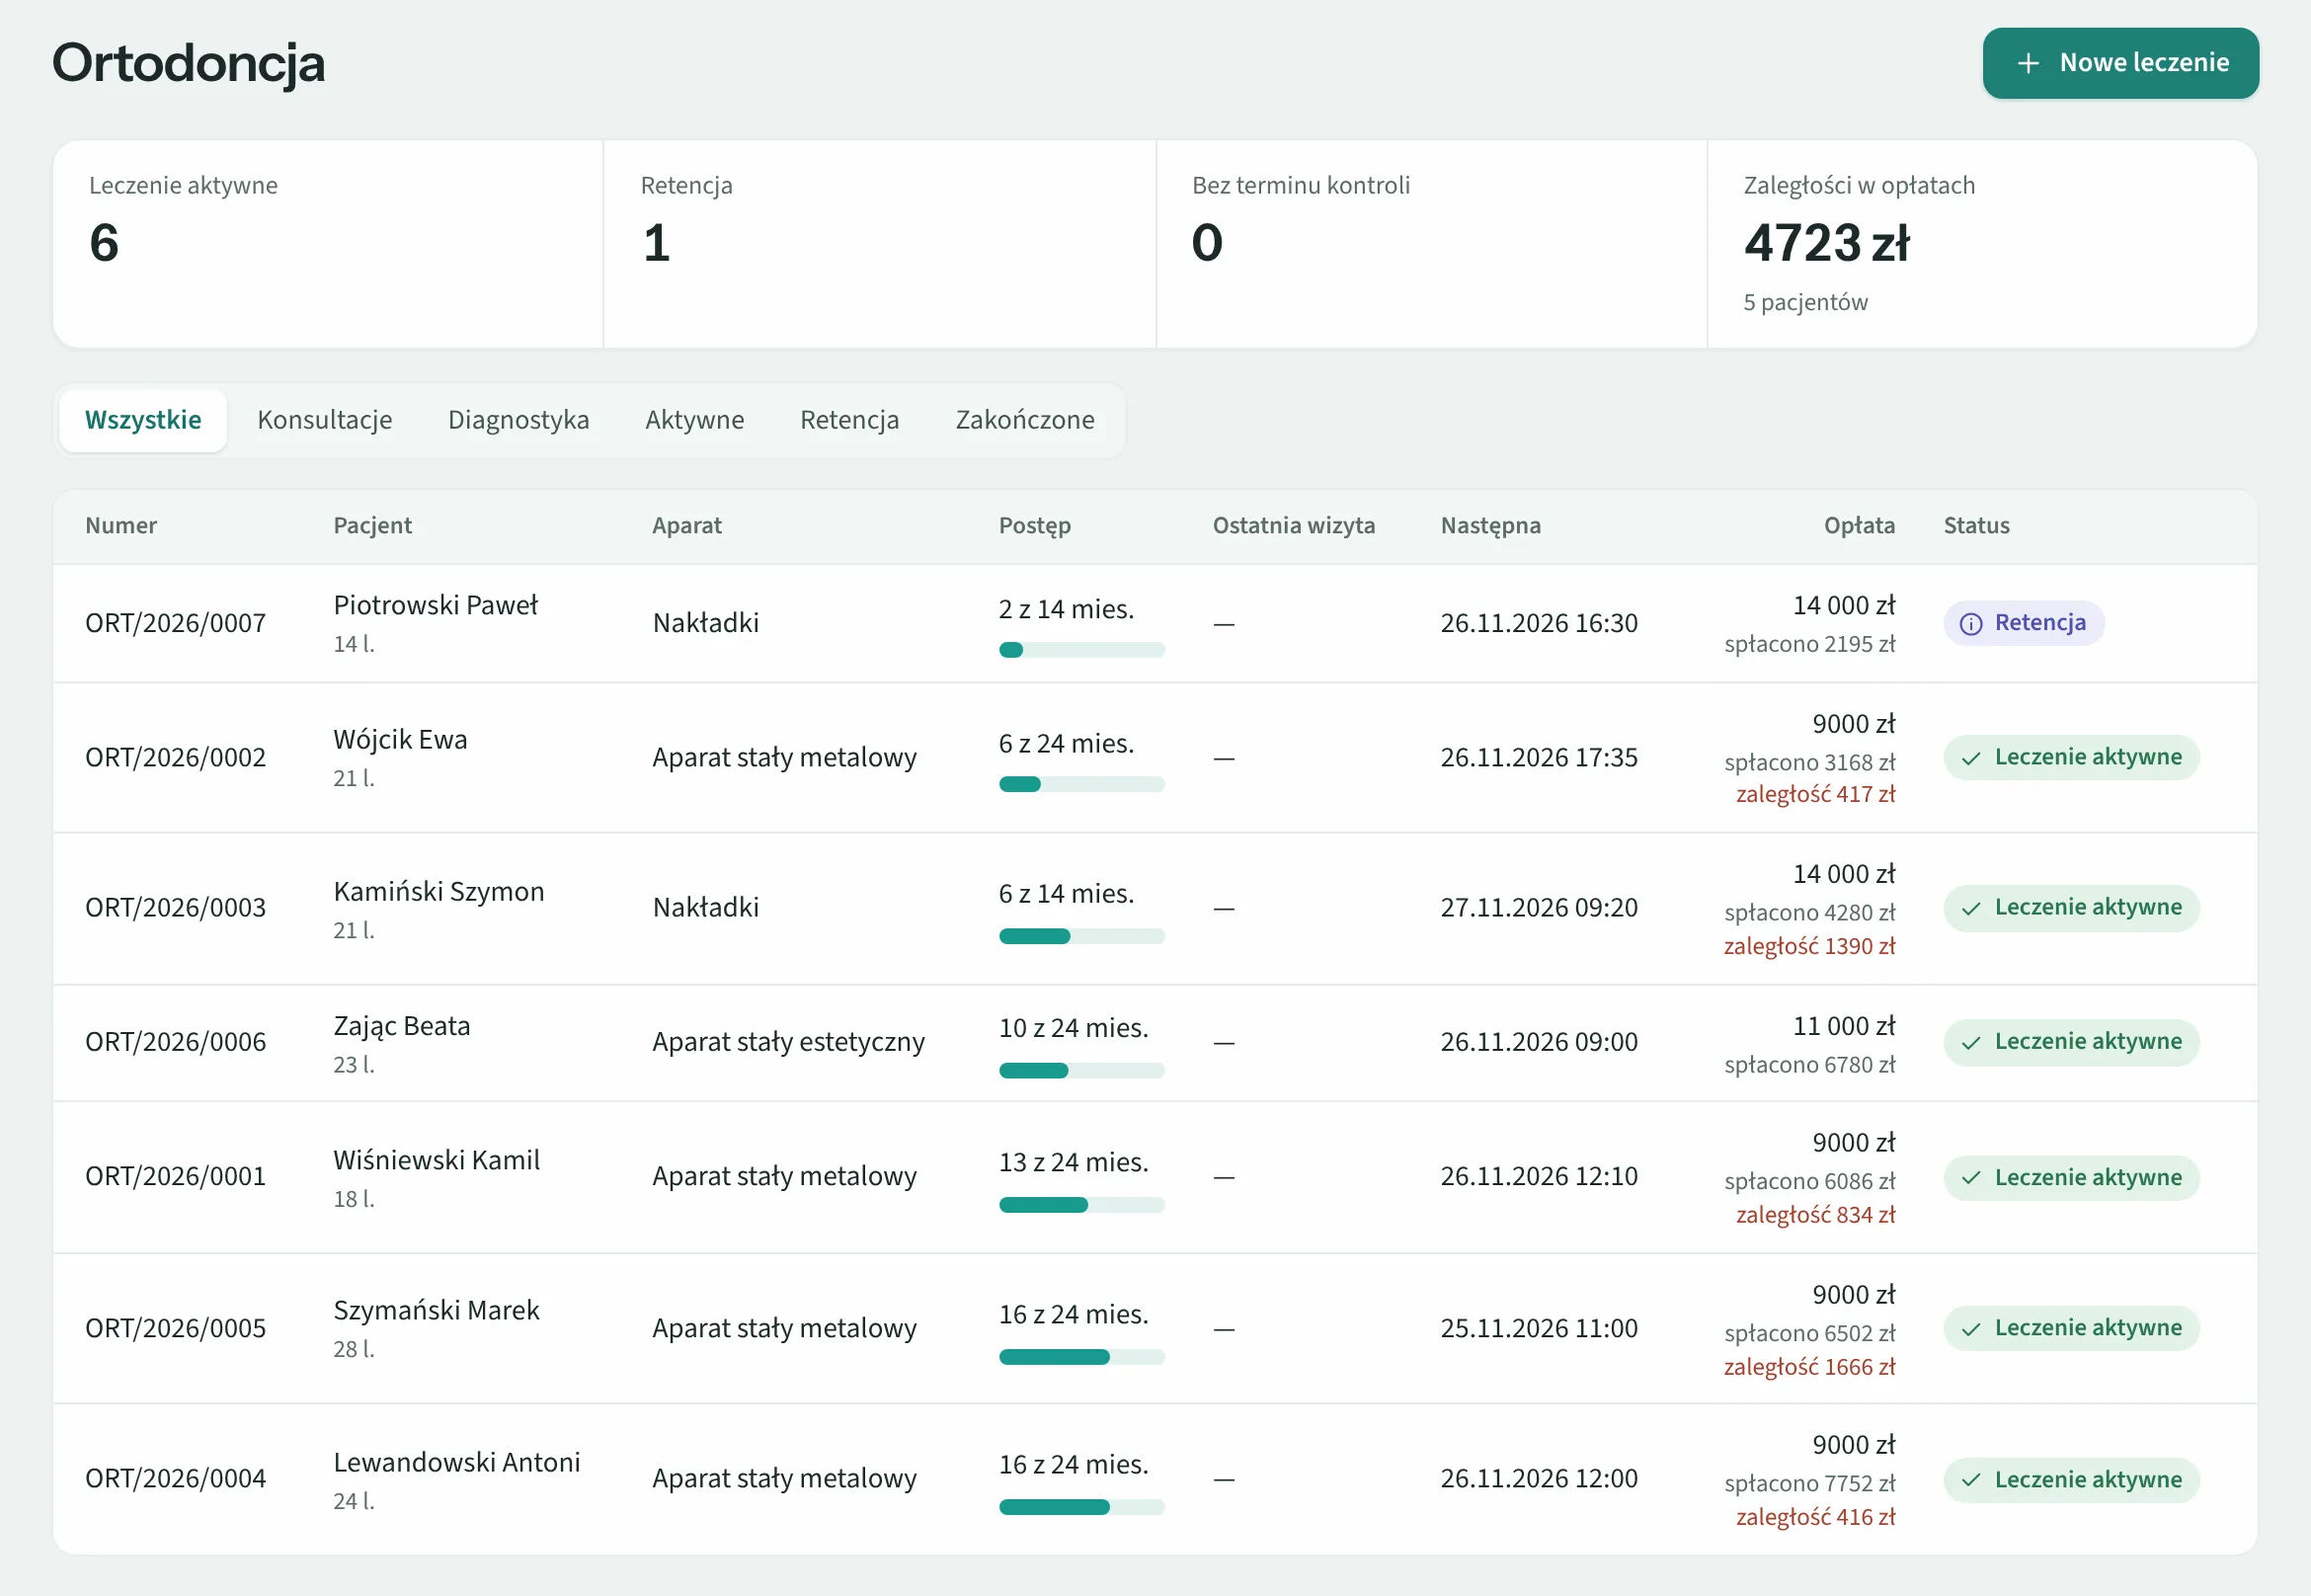 Ortodoncja
Nowe leczenie
Leczenie aktywne
6
Retencja
1
Bez terminu kontroli
0
Zaległości w opłatach
4723 zł
5 pacjentów
Wszystkie Konsultacje Diagnostyka Aktywne Retencja Zakończone
Numer Pacjent Aparat Postęp Ostatnia wizyta Następna Opłata Status
ORT/2026/0007
Piotrowski Paweł
14 l.
Nakładki
2 z 14 mies.
—
26.11.2026 16:30
14 000 zł
spłacono 2195 zł
Retencja
ORT/2026/0002
Wójcik Ewa
21 l.
Aparat stały metalowy
6 z 24 mies.
—
26.11.2026 17:35
9000 zł
spłacono 3168 zł
zaległość 417 zł
Leczenie aktywne
ORT/2026/0003
Kamiński Szymon
21 l.
Nakładki
6 z 14 mies.
—
27.11.2026 09:20
14 000 zł
spłacono 4280 zł
zaległość 1390 zł
Leczenie aktywne
ORT/2026/0006
Zając Beata
23 l.
Aparat stały estetyczny
10 z 24 mies.
—
26.11.2026 09:00
11 000 zł
spłacono 6780 zł
Leczenie aktywne
ORT/2026/0001
Wiśniewski Kamil
18 l.
Aparat stały metalowy
13 z 24 mies.
—
26.11.2026 12:10
9000 zł
spłacono 6086 zł
zaległość 834 zł
Leczenie aktywne
ORT/2026/0005
Szymański Marek
28 l.
Aparat stały metalowy
16 z 24 mies.
—
25.11.2026 11:00
9000 zł
spłacono 6502 zł
zaległość 1666 zł
Leczenie aktywne
ORT/2026/0004
Lewandowski Antoni
24 l.
Aparat stały metalowy
16 z 24 mies.
—
26.11.2026 12:00
9000 zł
spłacono 7752 zł
zaległość 416 zł
Leczenie aktywne